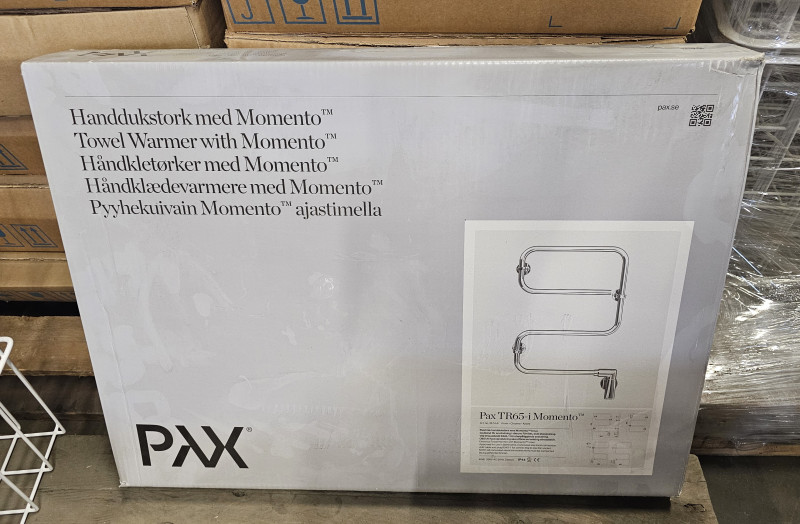 PAX
Handdukstork med Momento™
Towel Warmer with Momento™
Håndkletørker med Momento™
Håndklædevarmere med Momento™
Pyyhekuivain Momento™ ajastimella
pax.se
Pax TR65-i Momento™
PAX®